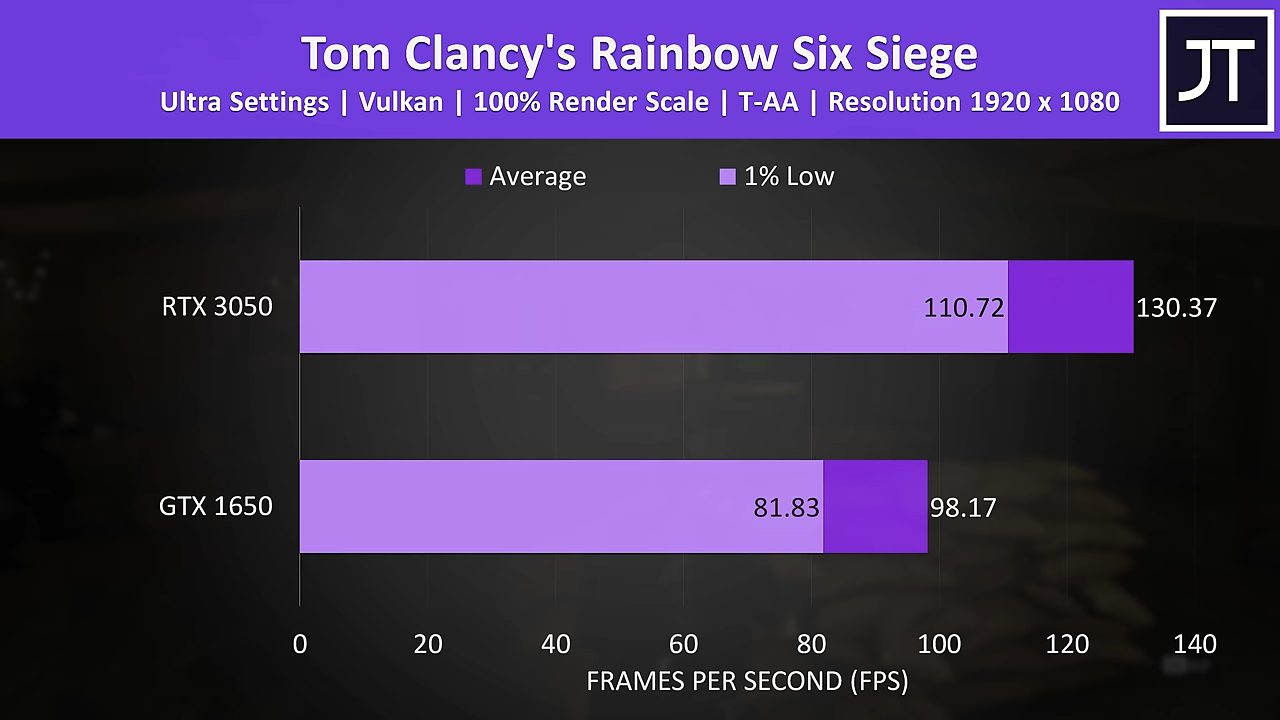 Tom Clancy's Rainbow Six Siege
Ultra Settings | Vulkan | 100% Render Scale | T-AA | Resolution 1920 x 1080
JT
Average
1% Low
RTX 3050
110.72
130.37
GTX 1650
81.83
98.17
0 20 40 60 80 100 120 140
FRAMES PER SECOND (FPS)